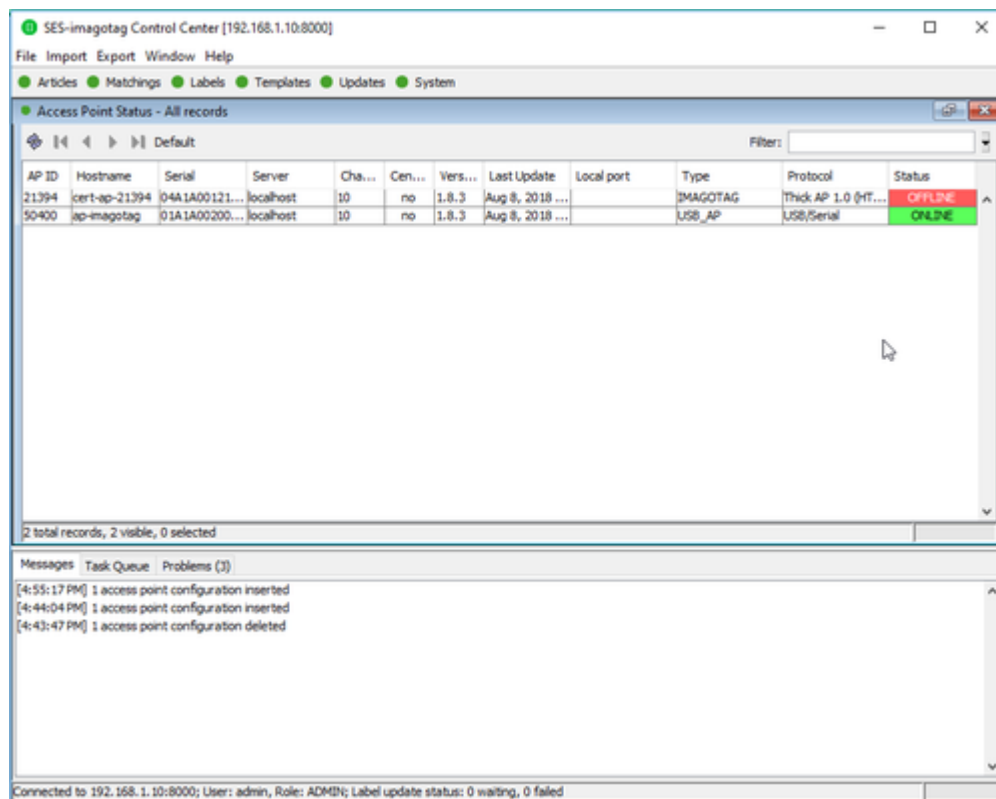 SES-imagotag Control Center [192.168.1.10:8000]
File Import Export Window Help
Articles Matchings Labels Templates Updates System
Access Point Status - All records
Default Filter:
AP ID Hostname Serial Server Cha... Cen... Vers... Last Update Local port Type Protocol Status
21394 cert-ap-21394 04A1A00121... localhost 10 no 1.8.3 Aug 8, 2018 ... IMAGOTAG Thick AP 1.0 (HT... OFFLINE
50400 ap-imagotag 01A1A00200... localhost 10 no 1.8.3 Aug 8, 2018 ... USB_AP USB/Serial ONLINE
2 total records, 2 visible, 0 selected
Messages Task Queue Problems (3)
[4:55:17 PM] 1 access point configuration inserted
[4:44:04 PM] 1 access point configuration inserted
[4:43:47 PM] 1 access point configuration deleted
Connected to 192.168.1.10:8000; User: admin, Role: ADMIN; Label update status: 0 waiting, 0 failed